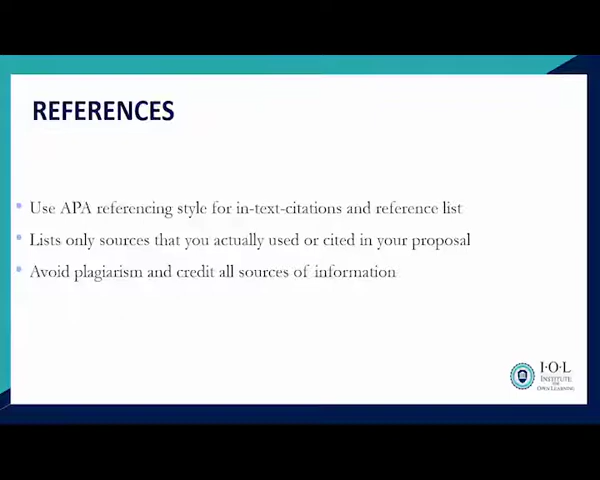 REFERENCES
Use APA referencing style for in-text-citations and reference list
Lists only sources that you actually used or cited in your proposal
Avoid plagiarism and credit all sources of information
I·O·L
INSTITUTE
FOR
OPEN LEARNING